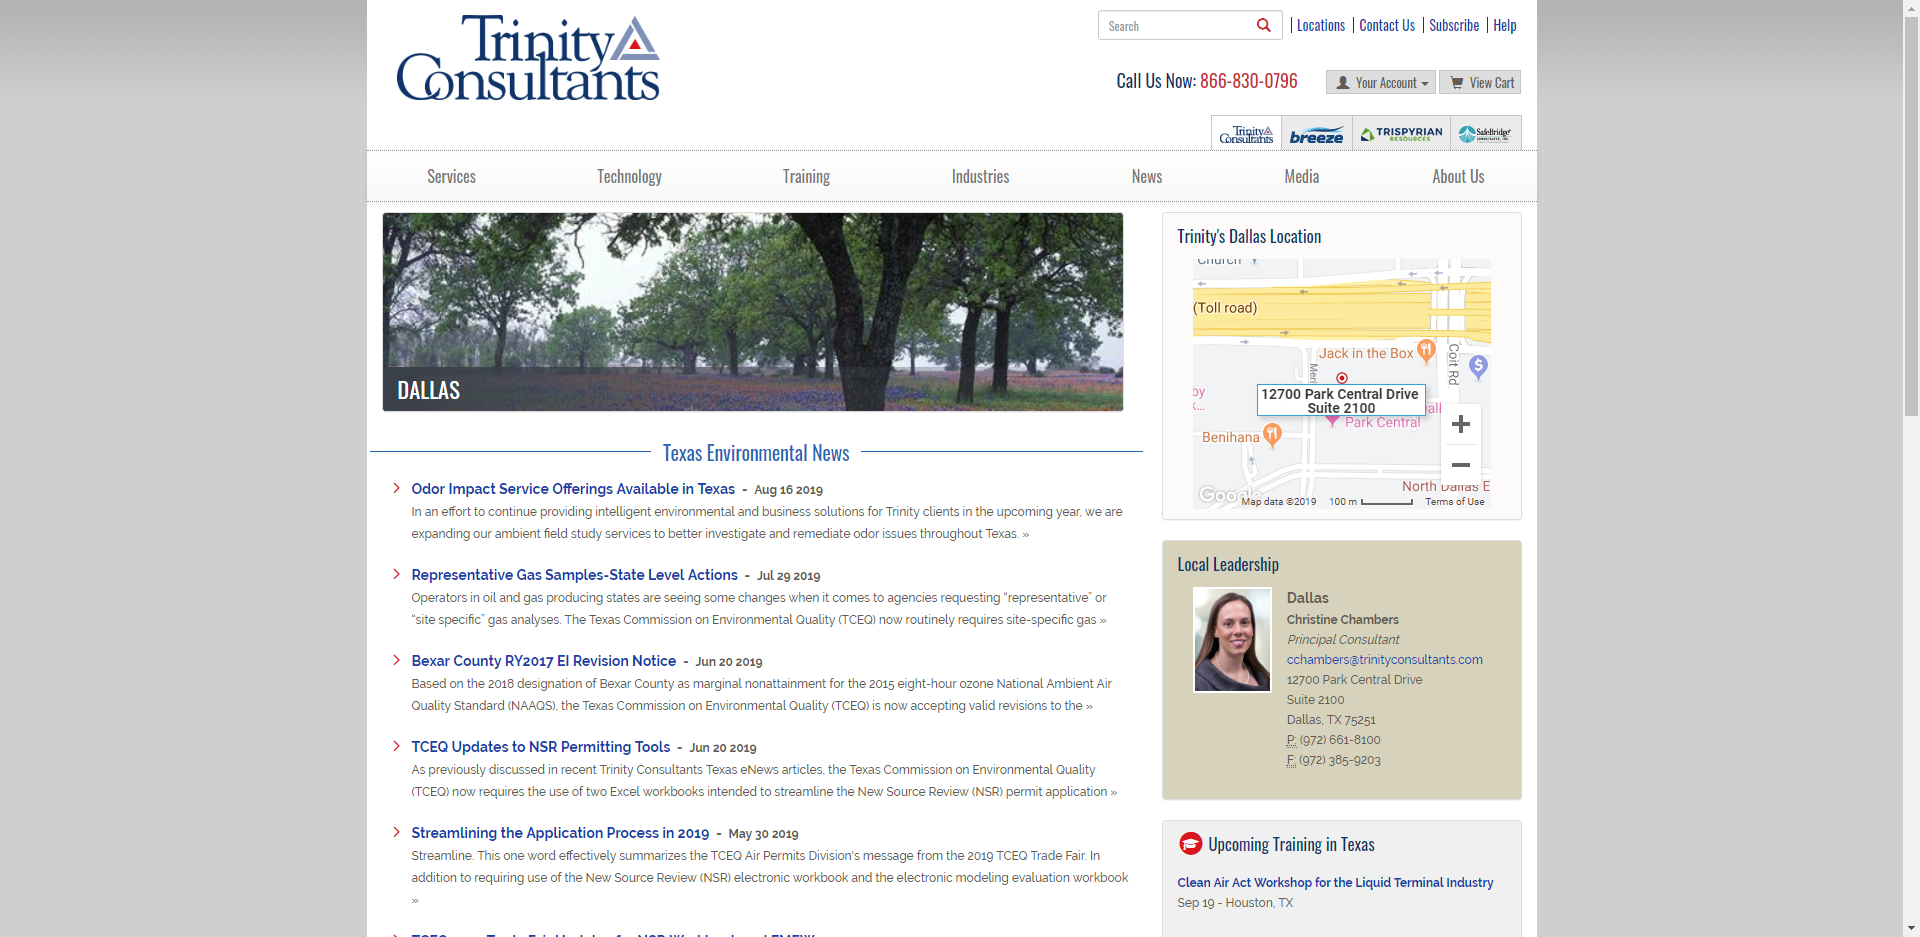 Trinity
Consultants
Search
Locations
Contact Us
Subscribe
Help
Call Us Now: 866-830-0796
Your Account
View Cart
Trinity
Consultants
breeze
TRISPYRIAN
RESOURCES
SafeBridge
Services
Technology
Training
Industries
News
Media
About Us
DALLAS
Texas Environmental News
Odor Impact Service Offerings Available in Texas - Aug 16 2019
In an effort to continue providing intelligent environmental and business solutions for Trinity clients in the upcoming year, we are
expanding our ambient field study services to better investigate and remediate odor issues throughout Texas. »
Representative Gas Samples-State Level Actions - Jul 29 2019
Operators in oil and gas producing states are seeing some changes when it comes to agencies requesting “representative” or
“site specific” gas analyses. The Texas Commission on Environmental Quality (TCEQ) now routinely requires site-specific gas »
Bexar County RY2017 EI Revision Notice - Jun 20 2019
Based on the 2018 designation of Bexar County as marginal nonattainment for the 2015 eight-hour ozone National Ambient Air
Quality Standard (NAAQS), the Texas Commission on Environmental Quality (TCEQ) is now accepting valid revisions to the »
TCEQ Updates to NSR Permitting Tools - Jun 20 2019
As previously discussed in recent Trinity Consultants Texas eNews articles, the Texas Commission on Environmental Quality
(TCEQ) now requires the use of two Excel workbooks intended to streamline the New Source Review (NSR) permit application »
Streamlining the Application Process in 2019 - May 30 2019
Streamline. This one word effectively summarizes the TCEQ Air Permits Division's message from the 2019 TCEQ Trade Fair. In
addition to requiring use of the New Source Review (NSR) electronic workbook and the electronic modeling evaluation workbook
»
Trinity's Dallas Location
Church
(Toll road)
Jack in the Box
Coit Rd
Meri
by
k...
12700 Park Central Drive
Suite 2100
all
Park Central
Benihana
North Dallas E
Google
Map data ©2019
100 m
Terms of Use
Local Leadership
Dallas
Christine Chambers
Principal Consultant
cchambers@trinityconsultants.com
12700 Park Central Drive
Suite 2100
Dallas, TX 75251
P: (972) 661-8100
F: (972) 385-9203
Upcoming Training in Texas
Clean Air Act Workshop for the Liquid Terminal Industry
Sep 19 - Houston, TX